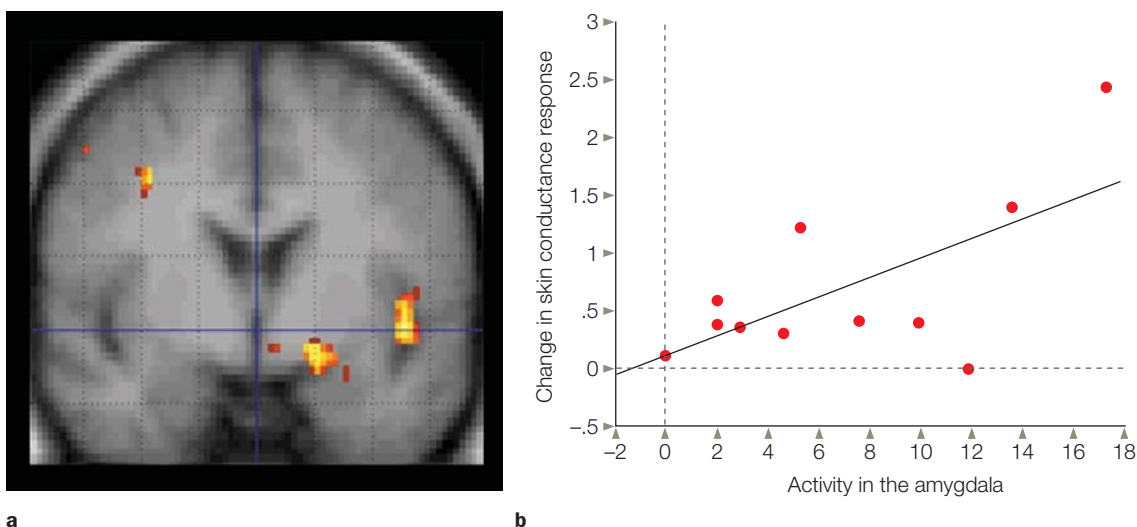 3
2.5
2
1.5
1
.5
0
–.5
Change in skin conductance response
–2 0 2 4 6 8 10 12 14 16 18
Activity in the amygdala
a b